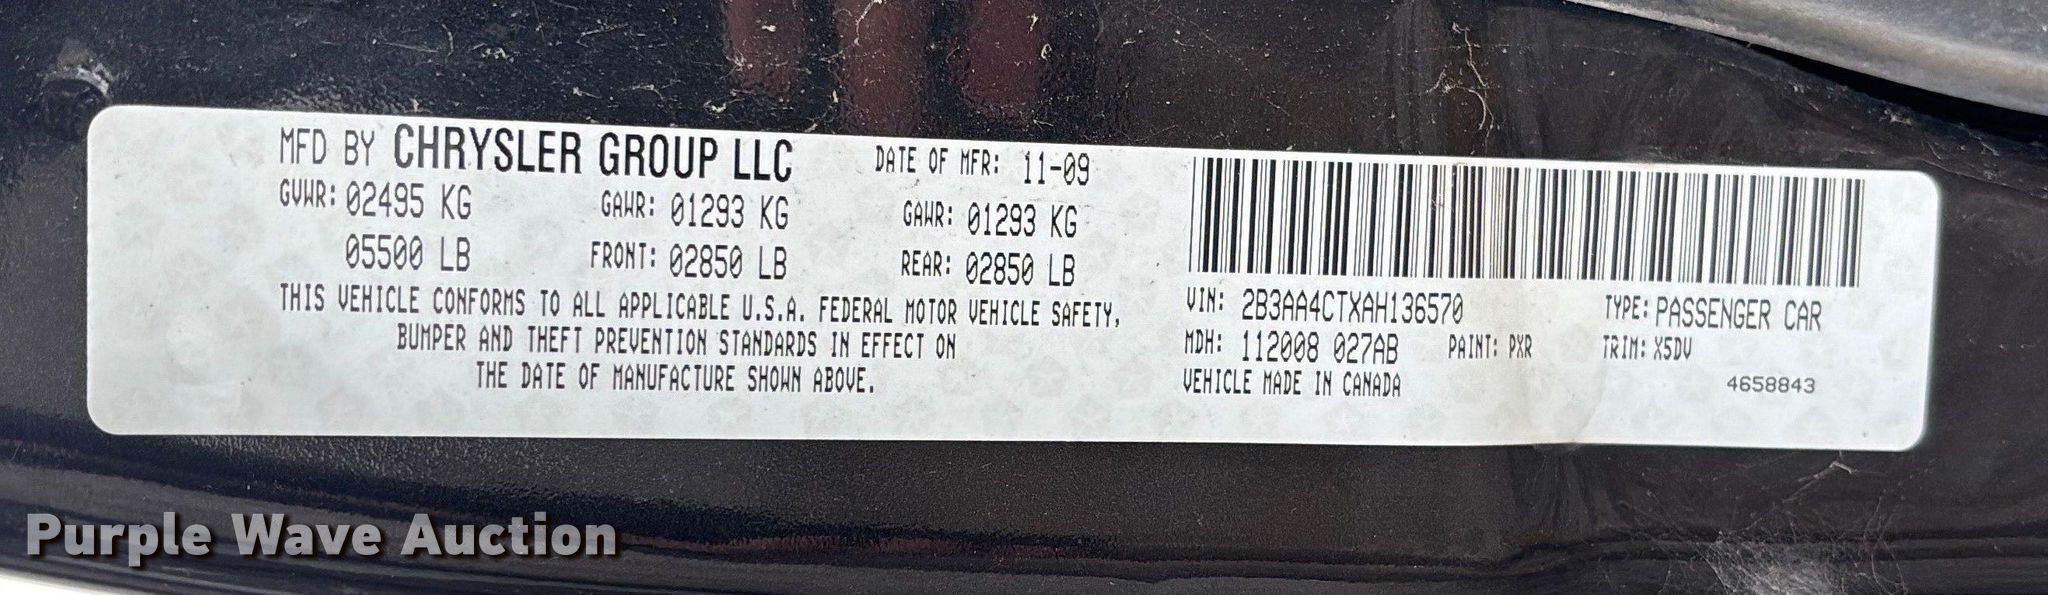 MFD BY CHRYSLER GROUP LLC DATE OF MFR: 11-09
GVWR: 02495 KG GAWR: 01293 KG GAWR: 01293 KG
05500 LB FRONT: 02850 LB REAR: 02850 LB
THIS VEHICLE CONFORMS TO ALL APPLICABLE U.S.A. FEDERAL MOTOR VEHICLE SAFETY,
BUMPER AND THEFT PREVENTION STANDARDS IN EFFECT ON
THE DATE OF MANUFACTURE SHOWN ABOVE.
VIN: 2B3AA4CTXAH136570 TYPE: PASSENGER CAR
MDH: 112008 027AB PAINT: PXR TRIM: X5DV
VEHICLE MADE IN CANADA 4658843
Purple Wave Auction